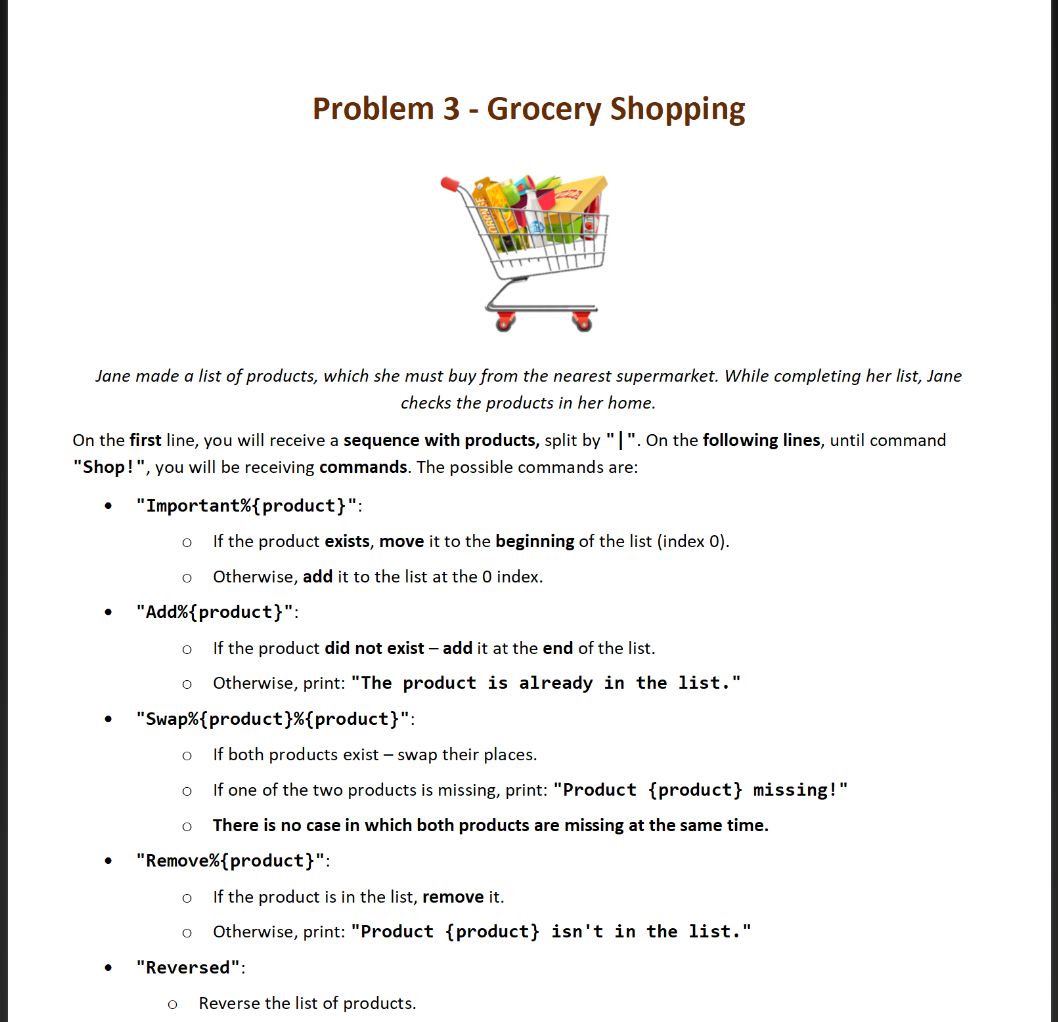 Problem 3 - Grocery Shopping
Jane made a list of products, which she must buy from the nearest supermarket. While completing her list, Jane
checks the products in her home.
On the first line, you will receive a sequence with products, split by "|". On the following lines, until command
"Shop!", you will be receiving commands. The possible commands are:
• "Important%{product}":
○ If the product exists, move it to the beginning of the list (index 0).
○ Otherwise, add it to the list at the 0 index.
• "Add%{product}":
○ If the product did not exist – add it at the end of the list.
○ Otherwise, print: "The product is already in the list."
• "Swap%{product}%{product}":
○ If both products exist – swap their places.
○ If one of the two products is missing, print: "Product {product} missing!"
○ There is no case in which both products are missing at the same time.
• "Remove%{product}":
○ If the product is in the list, remove it.
○ Otherwise, print: "Product {product} isn't in the list."
• "Reversed":
○ Reverse the list of products.